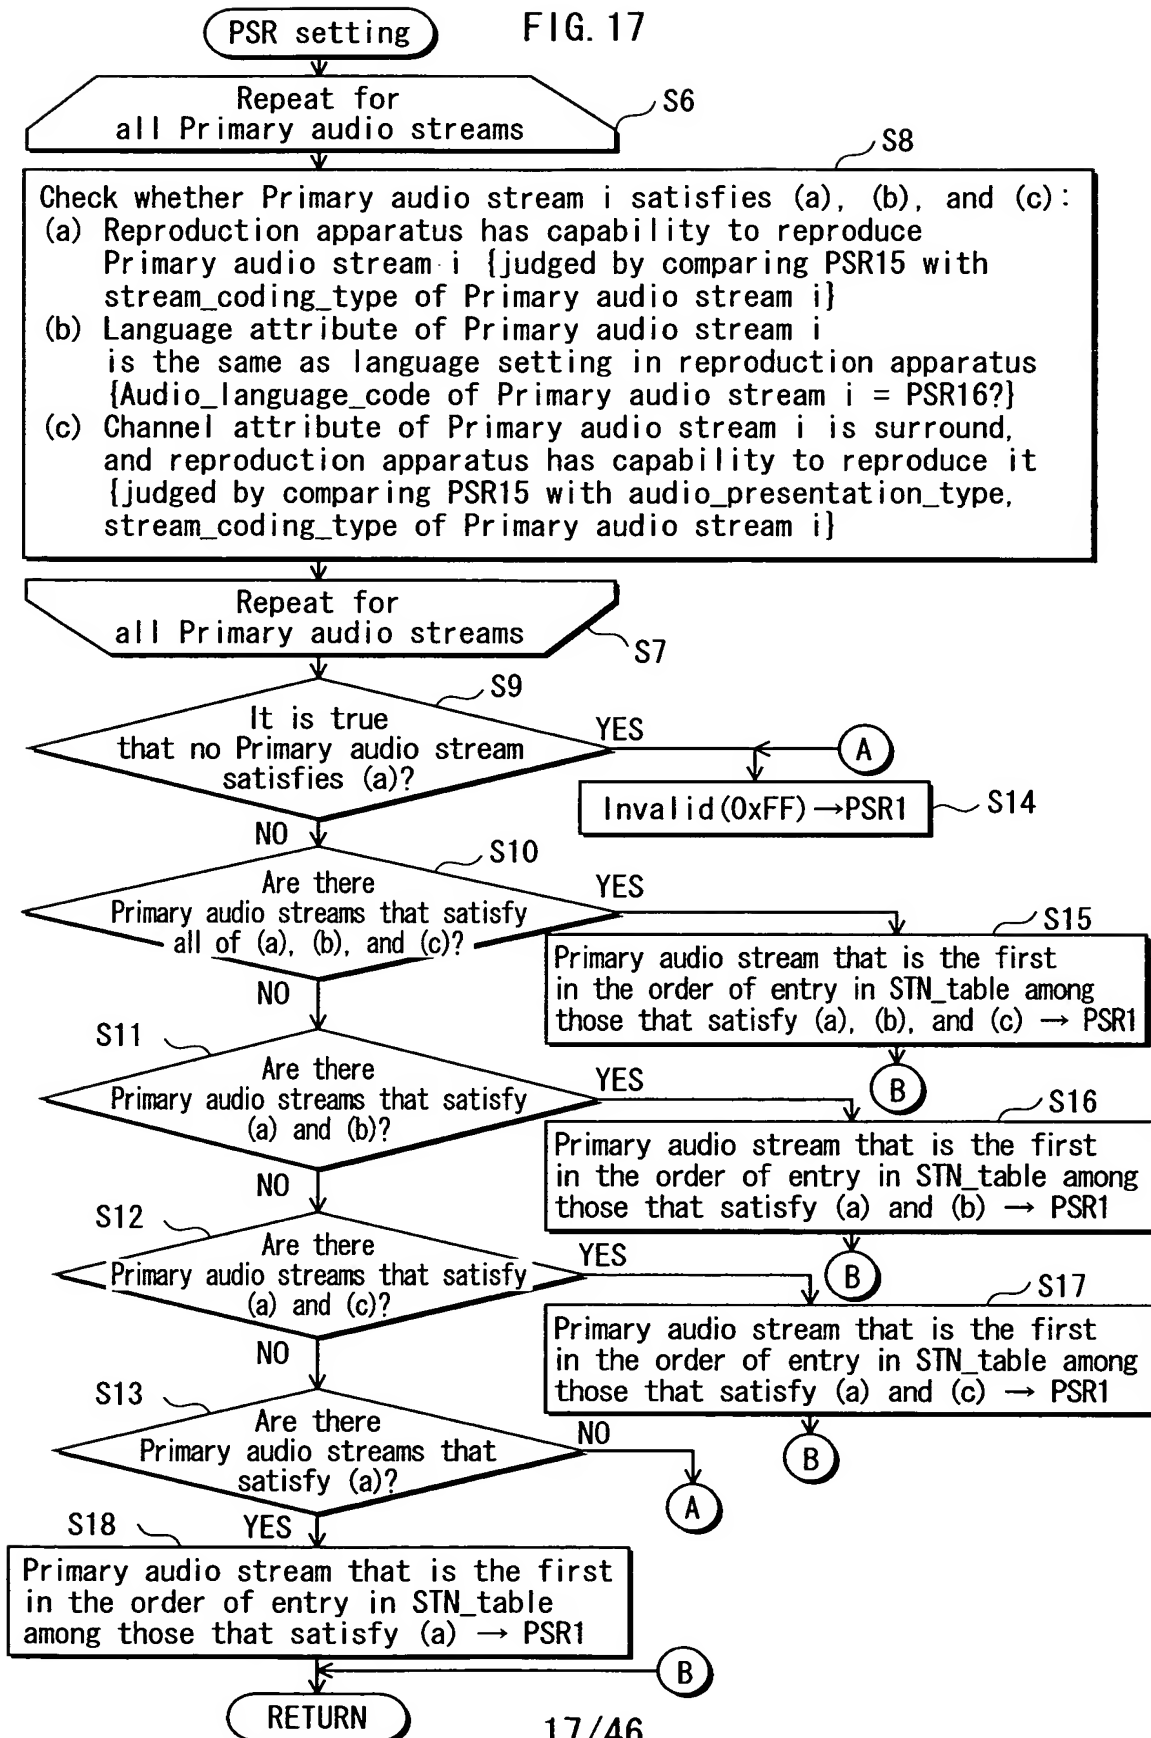 PSR setting
FIG. 17
Repeat for
all Primary audio streams
S6
S8
Check whether Primary audio stream i satisfies (a), (b), and (c):
(a) Reproduction apparatus has capability to reproduce
Primary audio stream i {judged by comparing PSR15 with
stream_coding_type of Primary audio stream i}
(b) Language attribute of Primary audio stream i
is the same as language setting in reproduction apparatus
{Audio_language_code of Primary audio stream i = PSR16?}
(c) Channel attribute of Primary audio stream i is surround,
and reproduction apparatus has capability to reproduce it
{judged by comparing PSR15 with audio_presentation_type,
stream_coding_type of Primary audio stream i}
Repeat for
all Primary audio streams
S7
S9
It is true
that no Primary audio stream
satisfies (a)?
YES
A
Invalid(0xFF)→PSR1
S14
NO
S10
Are there
Primary audio streams that satisfy
all of (a), (b), and (c)?
YES
S15
Primary audio stream that is the first
in the order of entry in STN_table among
those that satisfy (a), (b), and (c) → PSR1
B
NO
S11
Are there
Primary audio streams that satisfy
(a) and (b)?
YES
S16
Primary audio stream that is the first
in the order of entry in STN_table among
those that satisfy (a) and (b) → PSR1
B
NO
S12
Are there
Primary audio streams that satisfy
(a) and (c)?
YES
S17
Primary audio stream that is the first
in the order of entry in STN_table among
those that satisfy (a) and (c) → PSR1
B
NO
S13
Are there
Primary audio streams that
satisfy (a)?
NO
A
YES
S18
Primary audio stream that is the first
in the order of entry in STN_table
among those that satisfy (a) → PSR1
B
RETURN
17/46